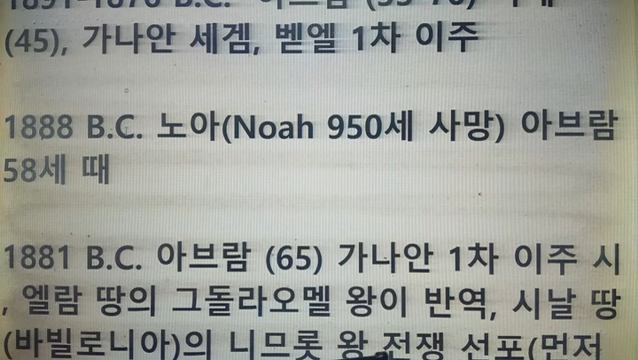 B.C.
(45), 가나안 세겜, 벧엘 1차 이주
1888 B.C. 노아(Noah 950세 사망) 아브람
58세 때
1881 B.C. 아브람 (65) 가나안 1차 이주 시
, 엘람 땅의 그돌라오멜 왕이 반역, 시날 땅
(바빌로니아)의 니므롯 왕 전쟁 선포(먼저